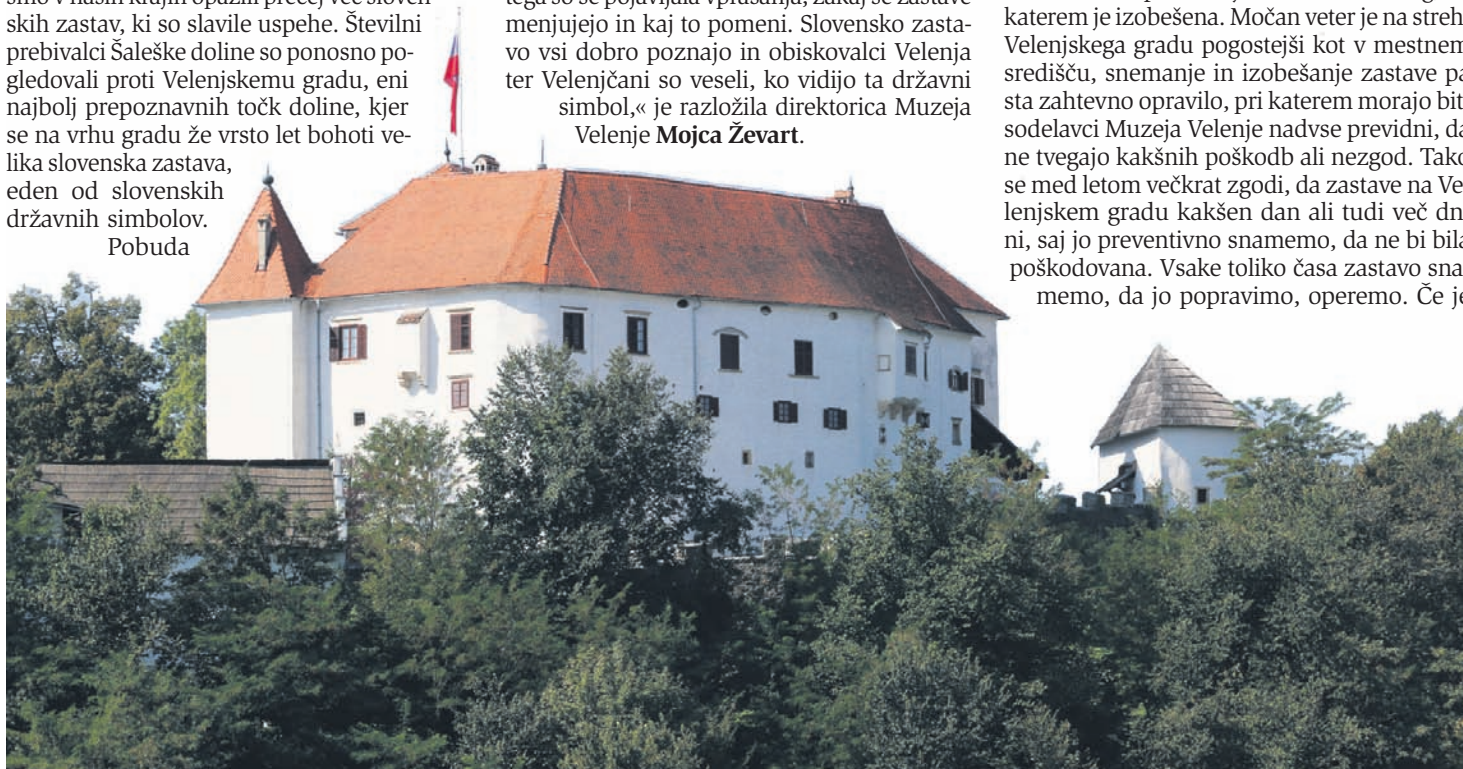 skih zastav, ki so slavile uspehe. Številni
prebivalci Šaleške doline so ponosno po-
gledovali proti Velenjskemu gradu, eni
najbolj prepoznavnih točk doline, kjer
se na vrhu gradu že vrsto let bohoti ve-
lika slovenska zastava,
eden od slovenskih
državnih simbolov.
Pobuda
menjujejo in kaj to pomeni. Slovensko zasta-
vo vsi dobro poznajo in obiskovalci Velenja
ter Velenjčani so veseli, ko vidijo ta državni
simbol,« je razložila direktorica Muzeja
Velenje Mojca Ževart.
katerem je izobešena. Močan veter je na streh
Velenjskega gradu pogostejši kot v mestnem
središču, snemanje in izobešanje zastave pa
sta zahtevno opravilo, pri katerem morajo bit
sodelavci Muzeja Velenje nadvse previdni, da
ne tvegajo kakšnih poškodb ali nezgod. Tako
se med letom večkrat zgodi, da zastave na Ve
lenjskem gradu kakšen dan ali tudi več dn
ni, saj jo preventivno snamemo, da ne bi bila
poškodovana. Vsake toliko časa zastavo sna
memo, da jo popravimo, operemo. Če je